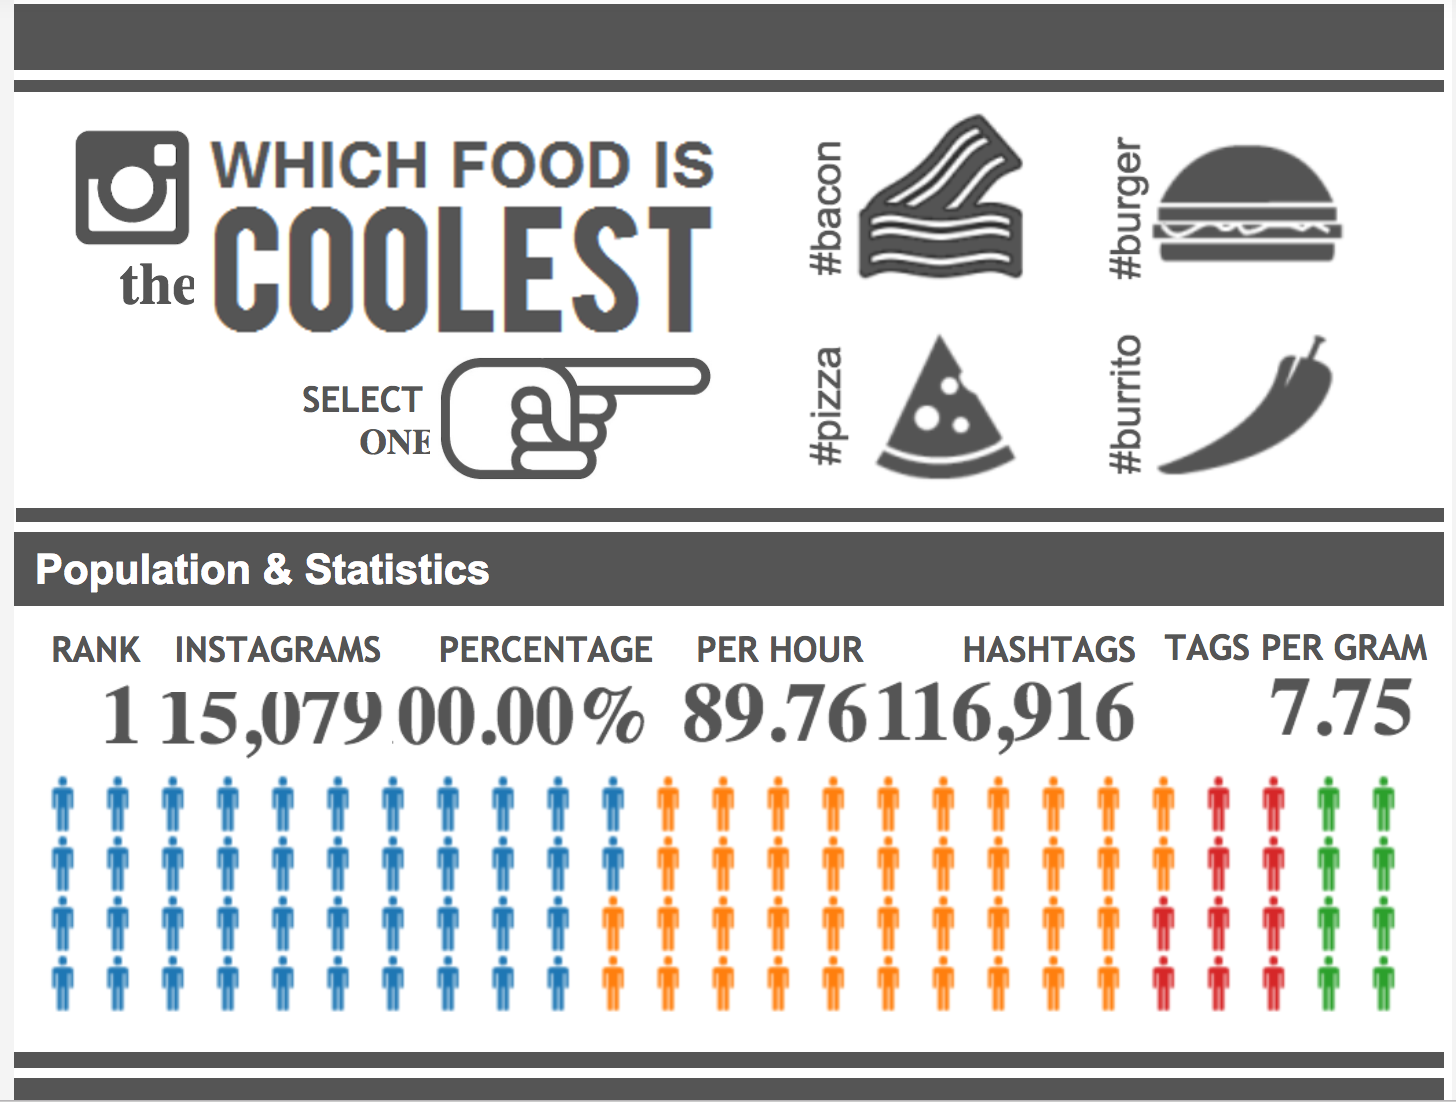 WHICH FOOD IS
the COOLEST
SELECT
ONE
#bacon
#burger
#pizza
#burrito
Population & Statistics
RANK INSTAGRAMS PERCENTAGE PER HOUR HASHTAGS TAGS PER GRAM
1 15,079 00.00% 89.76 116,916 7.75